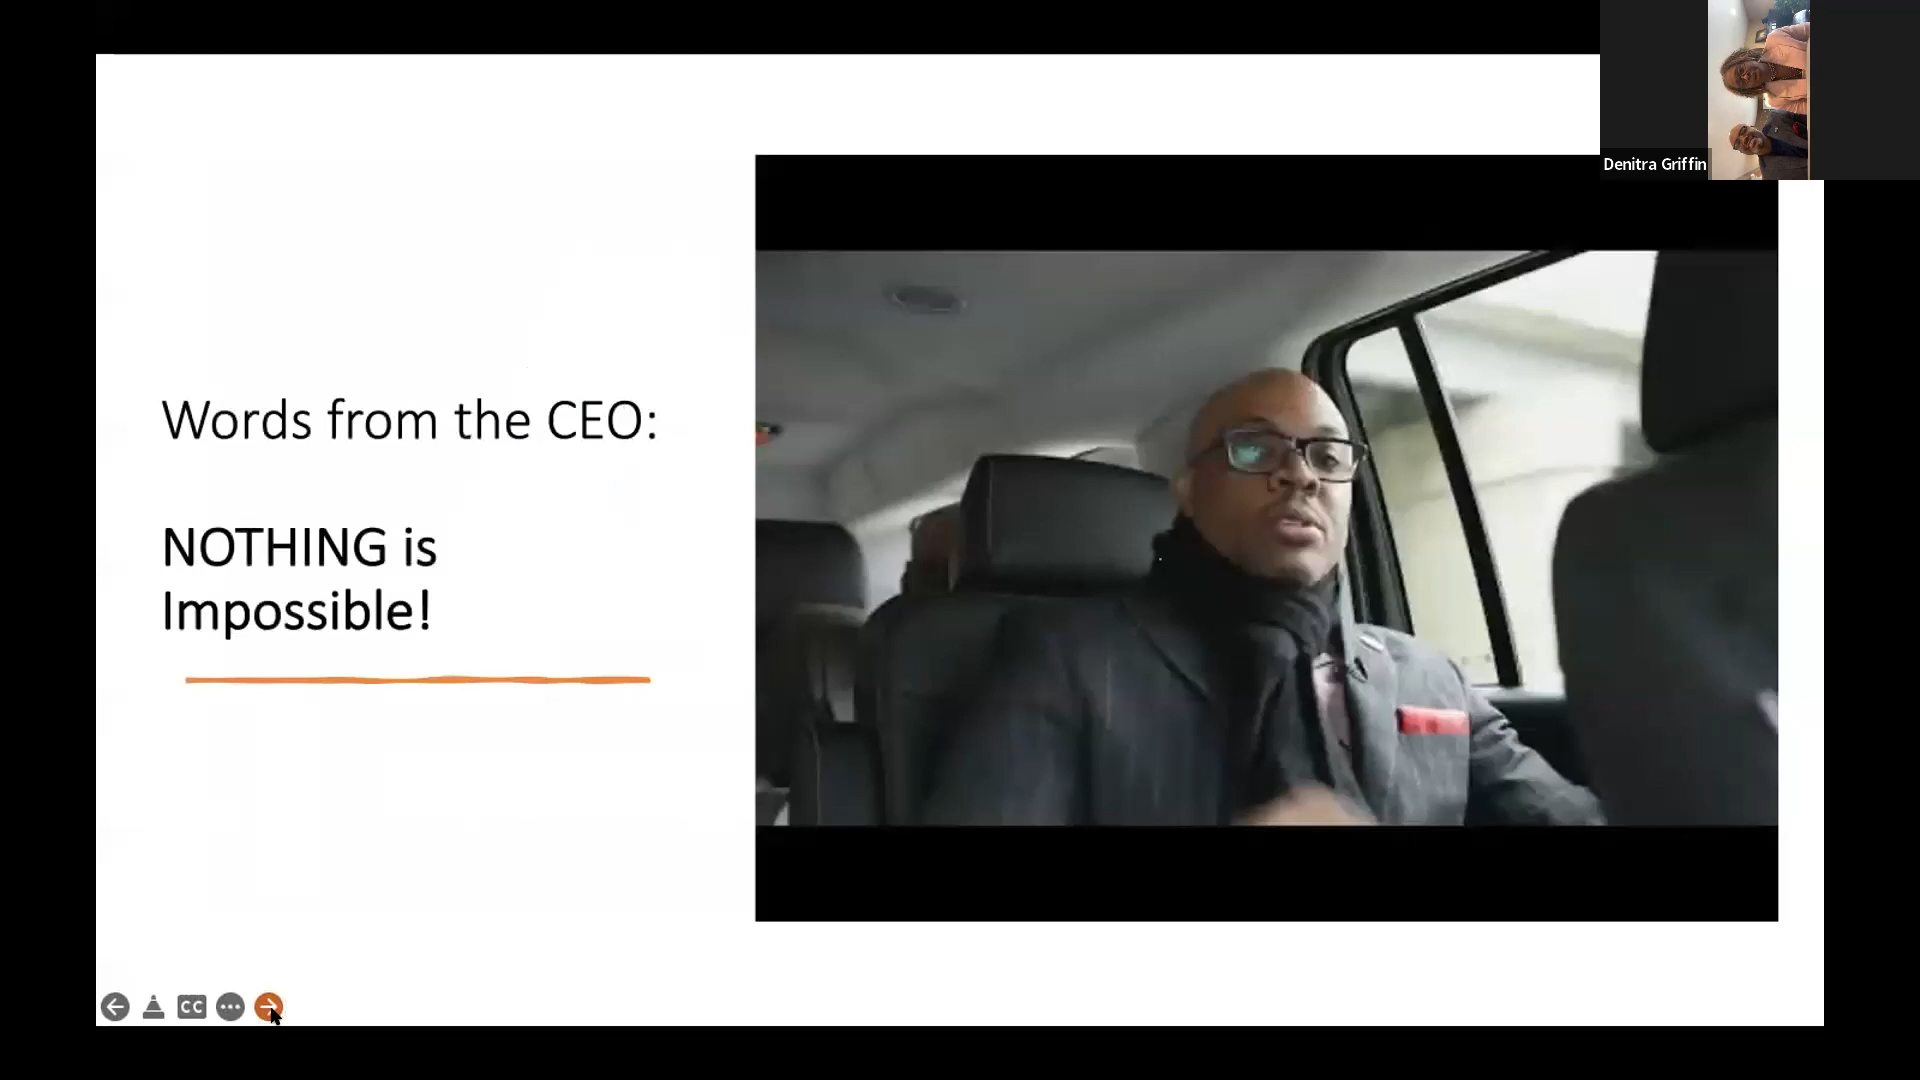 Denitra Griffin
Words from the CEO:
NOTHING is
Impossible!
CC